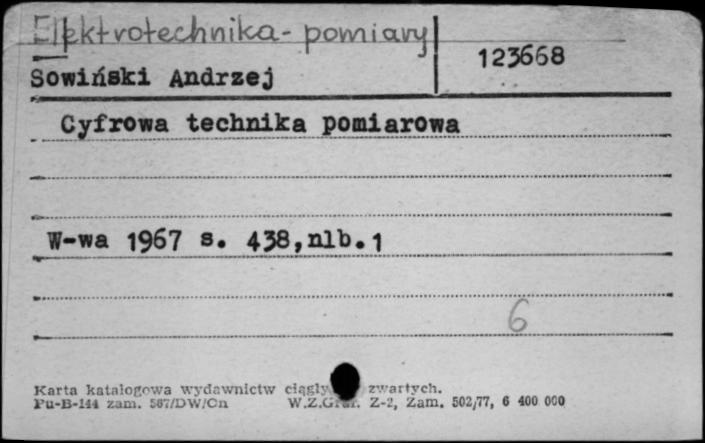 Elektrotechnika - pomiary
123668
Sowiński Andrzej
Cyfrowa technika pomiarowa
W-wa 1967 s. 438,nlb.1
6
Karta katalogowa wydawnictw zwartych.
Pu-B-144 zam. 567/DW/Cn W.Z.Graf. Z-2, Zam. 502/77, 6 400 000